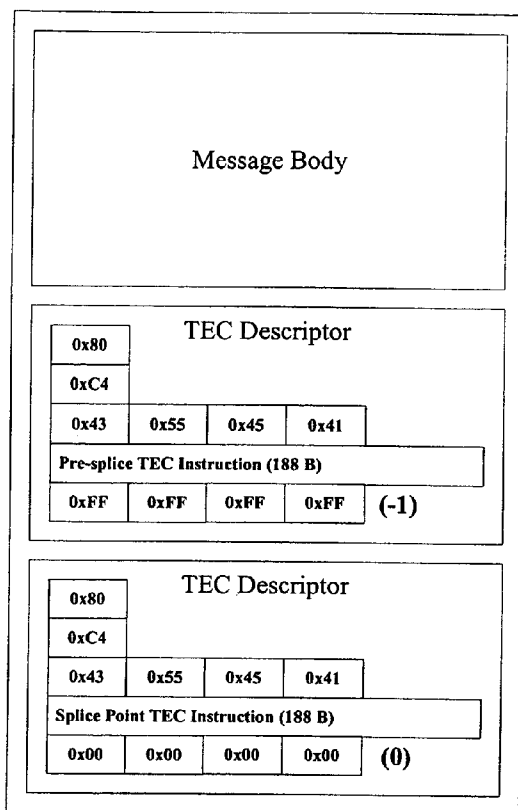 Message Body
TEC Descriptor
0x80
0xC4
0x43 0x55 0x45 0x41
Pre-splice TEC Instruction (188 B)
0xFF 0xFF 0xFF 0xFF (-1)
TEC Descriptor
0x80
0xC4
0x43 0x55 0x45 0x41
Splice Point TEC Instruction (188 B)
0x00 0x00 0x00 0x00 (0)